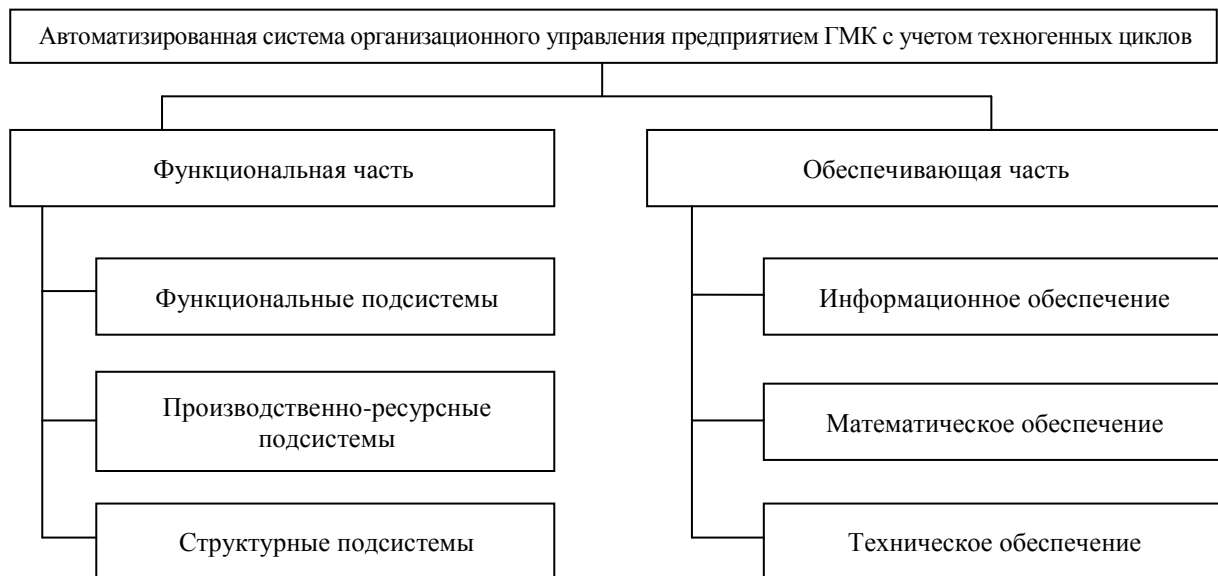 Автоматизированная система организационного управления предприятием ГМК с учетом техногенных циклов
Функциональная часть
Функциональные подсистемы
Производственно-ресурсные
подсистемы
Структурные подсистемы
Обеспечивающая часть
Информационное обеспечение
Математическое обеспечение
Техническое обеспечение